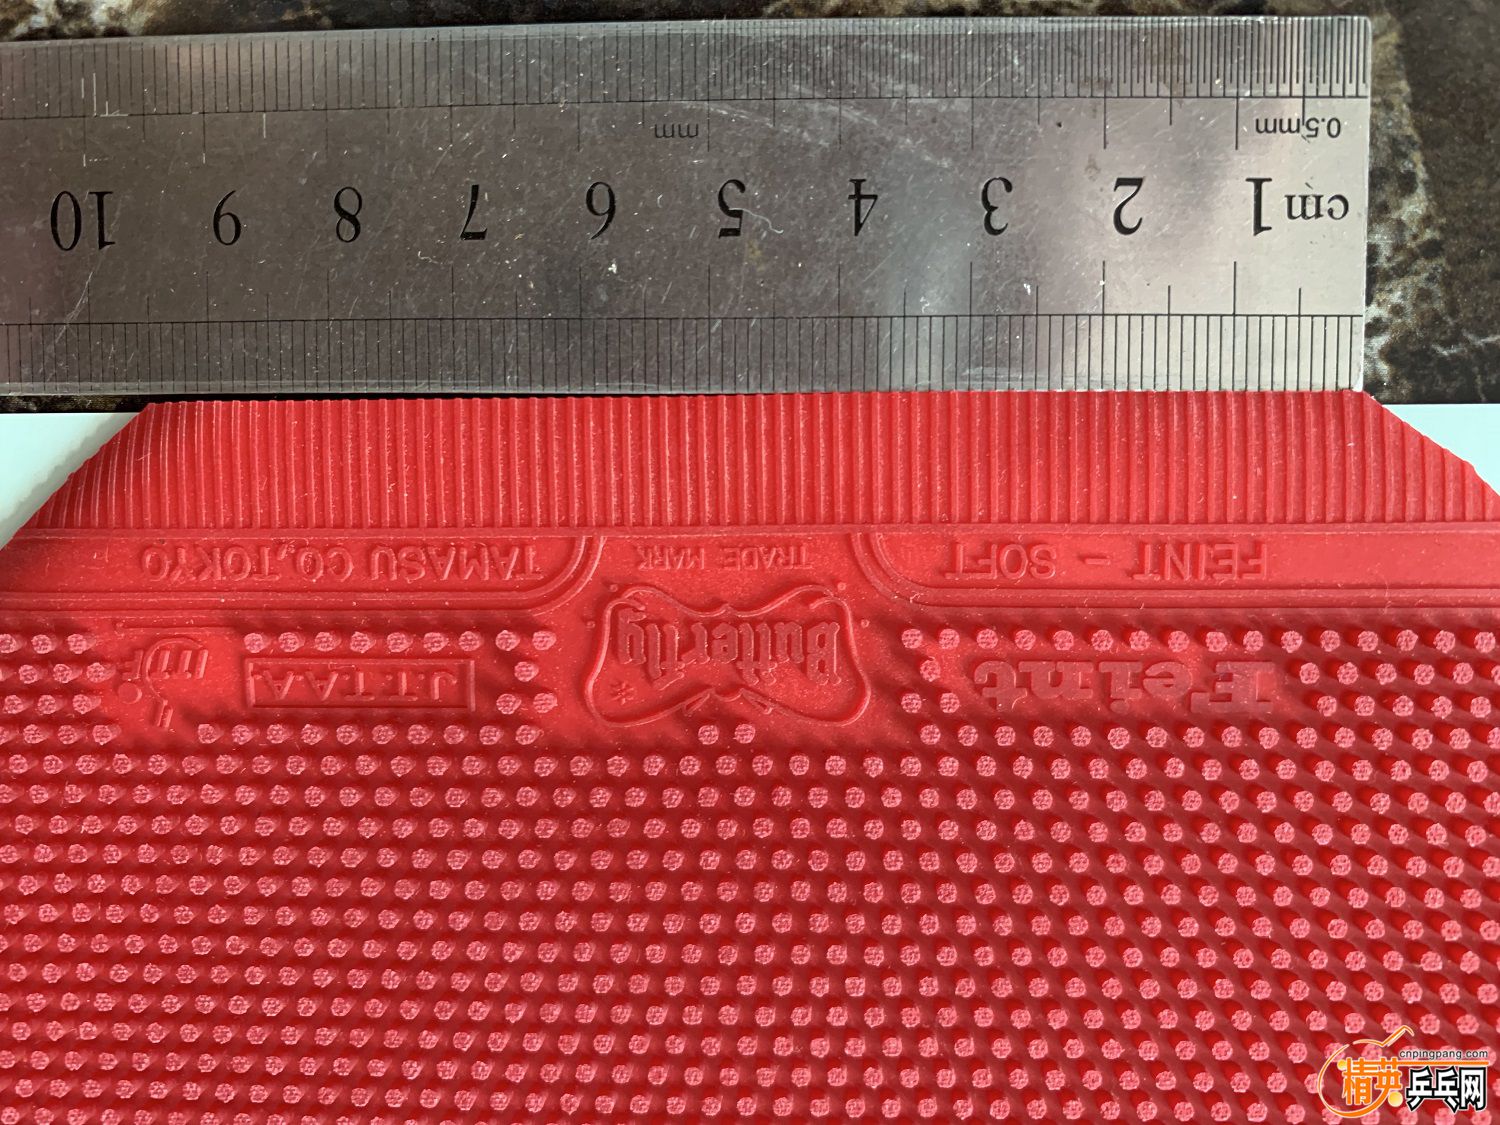 0.5mm
mm
cm 1 2 3 4 5 6 7 8 9 10
FEINT - SOFT
TRADE MARK
TAMASU CO.,TOKYO
Feint
Butterfly
*
J.T.T.A.A.
cnpingpang.com
精英乒乓网